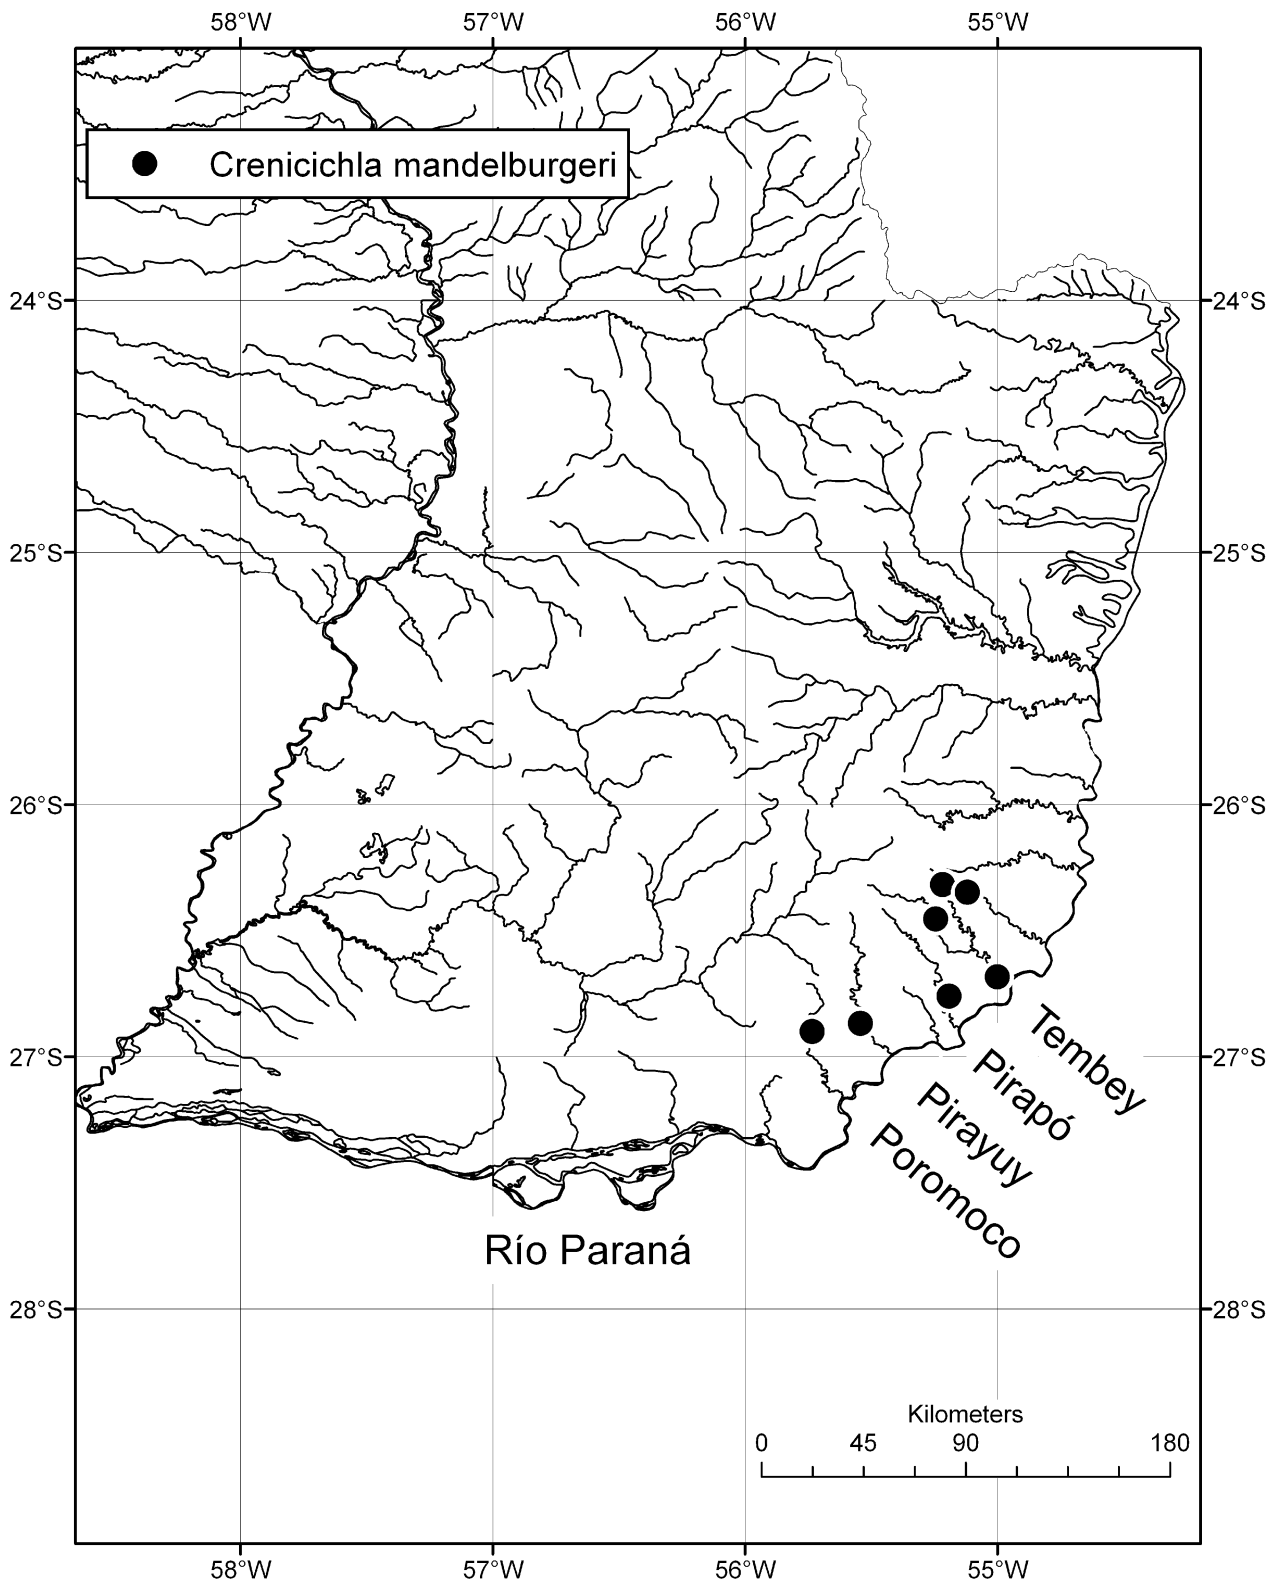 58°W 57°W 56°W 55°W
Crenicichla mandelburgeri
24°S 24°S
25°S 25°S
26°S 26°S
27°S 27°S
Tembey
Pirapó
Pirayuy
Poromoco
Río Paraná
28°S 28°S
Kilometers
0 45 90 180
58°W 57°W 56°W 55°W